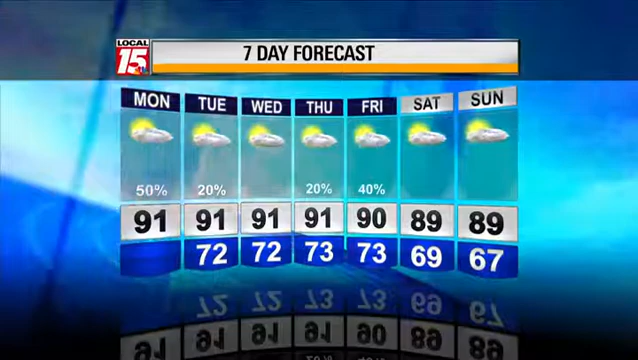 LOCAL
15
7 DAY FORECAST
MON TUE WED THU FRI SAT SUN
50% 20% 20% 40%
91 91 91 91 90 89 89
72 72 73 73 69 67